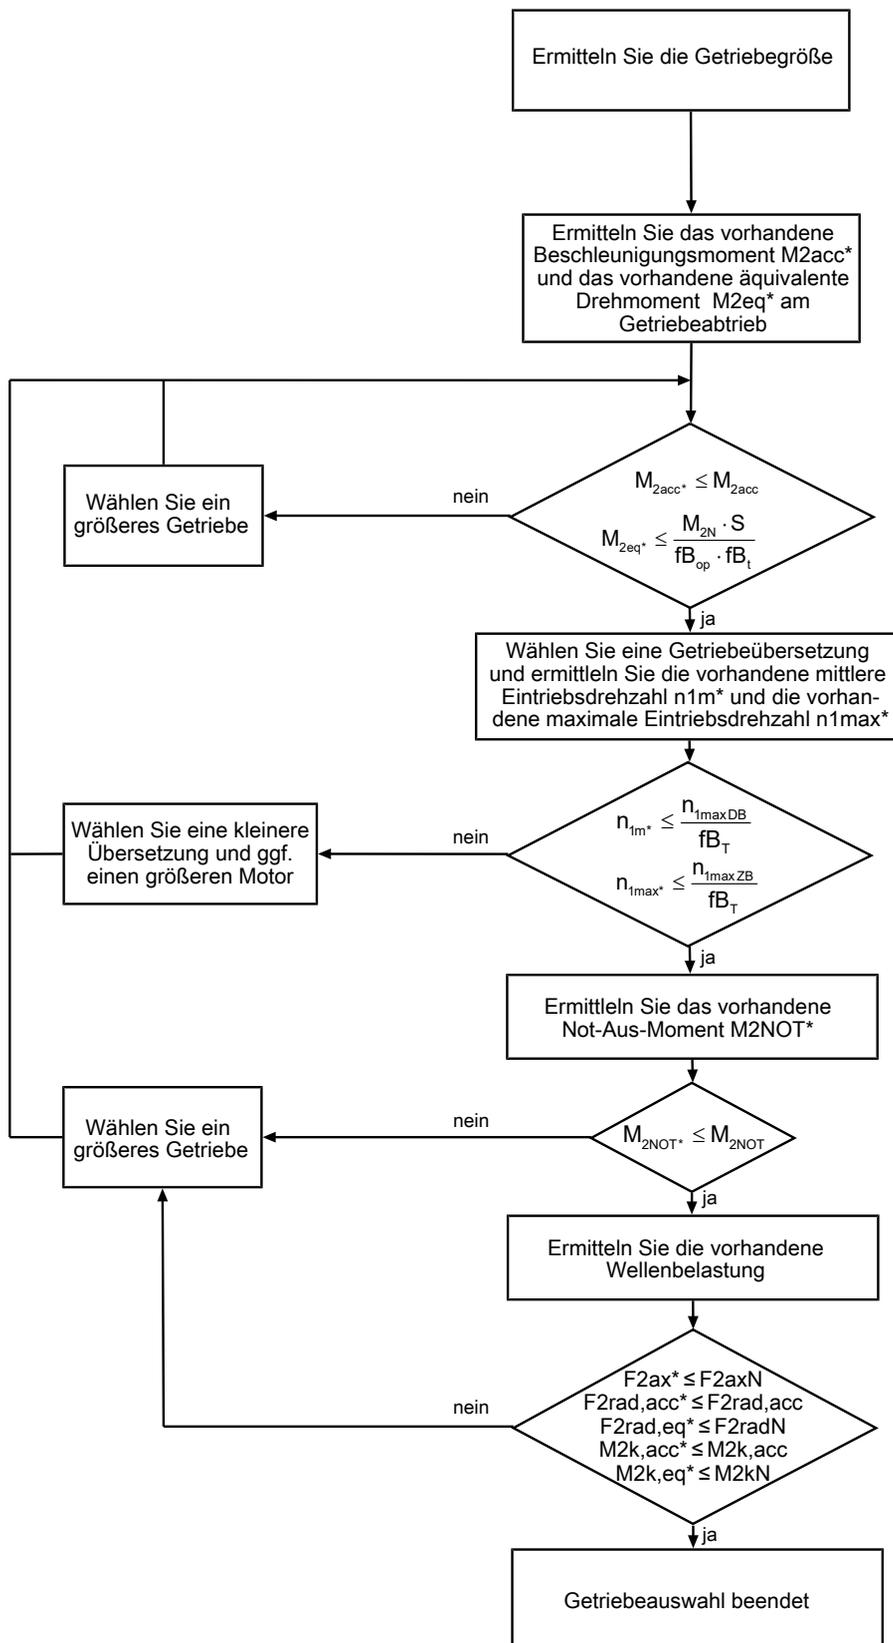 Ermitteln Sie die Getriebegröße
Ermitteln Sie das vorhandene
Beschleunigungsmoment M2acc*
und das vorhandene äquivalente
Drehmoment M2eq* am
Getriebeabtrieb
M2acc* ≤ M2acc
M2eq* ≤ (M2N · S) / (fBop · fBt)
nein
Wählen Sie ein
größeres Getriebe
ja
Wählen Sie eine Getriebeübersetzung
und ermittleln Sie die vorhandene mittlere
Eintriebsdrehzahl n1m* und die vorhan-
dene maximale Eintriebsdrehzahl n1max*
n1m* ≤ n1maxDB / fBT
n1max* ≤ n1maxZB / fBT
nein
Wählen Sie eine kleinere
Übersetzung und ggf.
einen größeren Motor
ja
Ermittleln Sie das vorhandene
Not-Aus-Moment M2NOT*
M2NOT* ≤ M2NOT
nein
Wählen Sie ein
größeres Getriebe
ja
Ermitteln Sie die vorhandene
Wellenbelastung
F2ax* ≤ F2axN
F2rad,acc* ≤ F2rad,acc
F2rad,eq* ≤ F2radN
M2k,acc* ≤ M2k,acc
M2k,eq* ≤ M2kN
nein
ja
Getriebeauswahl beendet